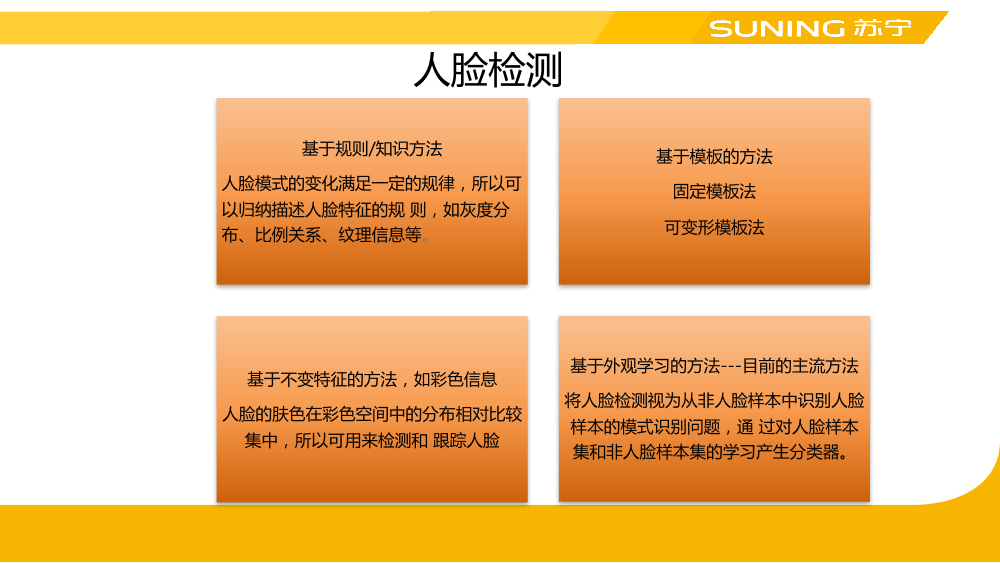 SUNING 苏宁
人脸检测
基于规则/知识方法
人脸模式的变化满足一定的规律，所以可
以归纳描述人脸特征的规 则，如灰度分
布、比例关系、纹理信息等。
基于模板的方法
固定模板法
可变形模板法
基于不变特征的方法，如彩色信息
人脸的肤色在彩色空间中的分布相对比较
集中，所以可用来检测和 跟踪人脸
基于外观学习的方法---目前的主流方法
将人脸检测视为从非人脸样本中识别人脸
样本的模式识别问题，通 过对人脸样本
集和非人脸样本集的学习产生分类器。